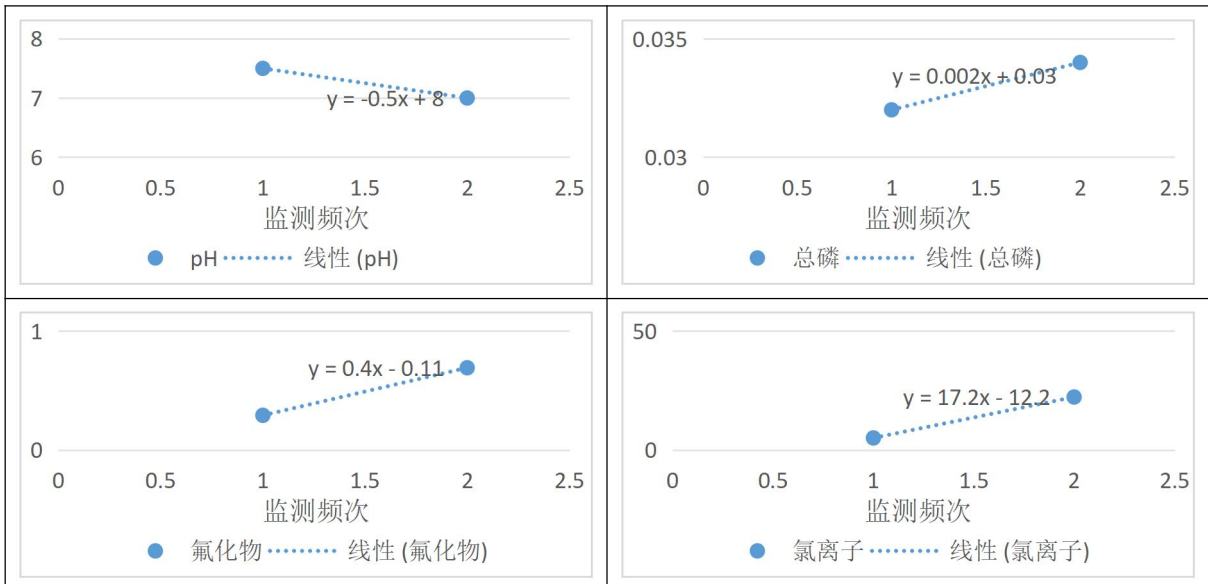 8
7
6
y = -0.5x + 8
0 0.5 1 1.5 2 2.5
监测频次
pH 线性 (pH)
0.035
0.03
y = 0.002x + 0.03
0 0.5 1 1.5 2 2.5
监测频次
总磷 线性 (总磷)
1
0
y = 0.4x - 0.11
0 0.5 1 1.5 2 2.5
监测频次
氟化物 线性 (氟化物)
50
0
y = 17.2x - 12.2
0 0.5 1 1.5 2 2.5
监测频次
氯离子 线性 (氯离子)